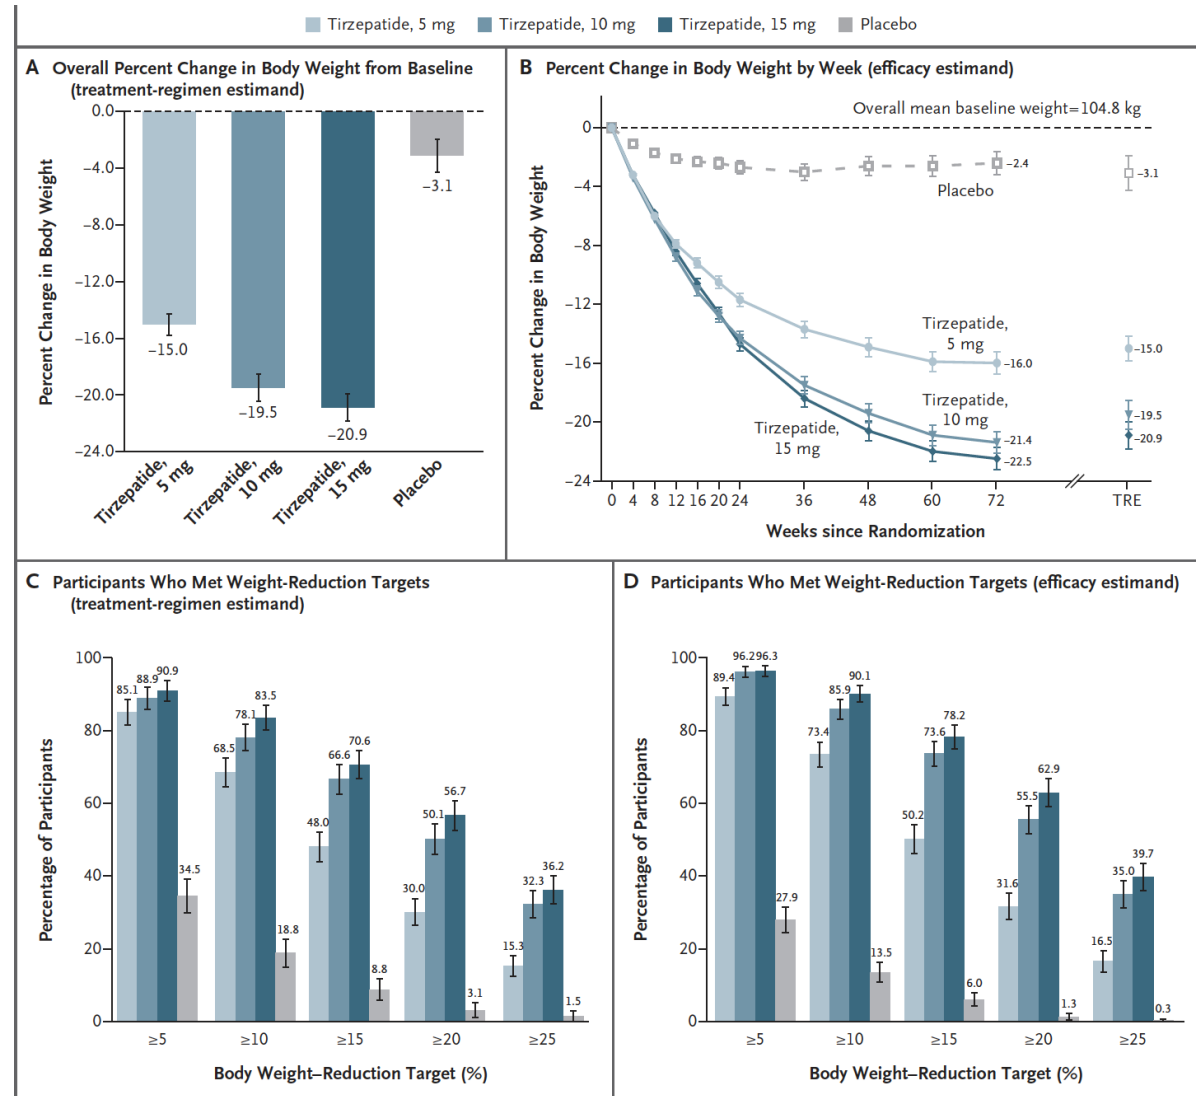 Tirzepatide, 5 mg Tirzepatide, 10 mg Tirzepatide, 15 mg Placebo
A Overall Percent Change in Body Weight from Baseline
(treatment-regimen estimand)
Percent Change in Body Weight
0.0
−4.0
−8.0
−12.0
−16.0
−20.0
−24.0
−15.0
−19.5
−20.9
−3.1
Tirzepatide,
5 mg
Tirzepatide,
10 mg
Tirzepatide,
15 mg
Placebo
B Percent Change in Body Weight by Week (efficacy estimand)
Overall mean baseline weight=104.8 kg
Percent Change in Body Weight
0
−4
−8
−12
−16
−20
−24
−2.4
−3.1
Placebo
Tirzepatide,
5 mg
−16.0
−15.0
Tirzepatide,
10 mg
−21.4
−19.5
Tirzepatide,
15 mg
−22.5
−20.9
0 4 8 12 16 20 24 36 48 60 72 TRE
Weeks since Randomization
C Participants Who Met Weight-Reduction Targets
(treatment-regimen estimand)
Percentage of Participants
100
80
60
40
20
0
85.1 88.9 90.9 34.5
68.5 78.1 83.5 18.8
48.0 66.6 70.6 8.8
30.0 50.1 56.7 3.1
15.3 32.3 36.2 1.5
≥5 ≥10 ≥15 ≥20 ≥25
Body Weight–Reduction Target (%)
D Participants Who Met Weight-Reduction Targets (efficacy estimand)
Percentage of Participants
100
80
60
40
20
0
89.4 96.2 96.3 27.9
73.4 85.9 90.1 13.5
50.2 73.6 78.2 6.0
31.6 55.5 62.9 1.3
16.5 35.0 39.7 0.3
≥5 ≥10 ≥15 ≥20 ≥25
Body Weight–Reduction Target (%)